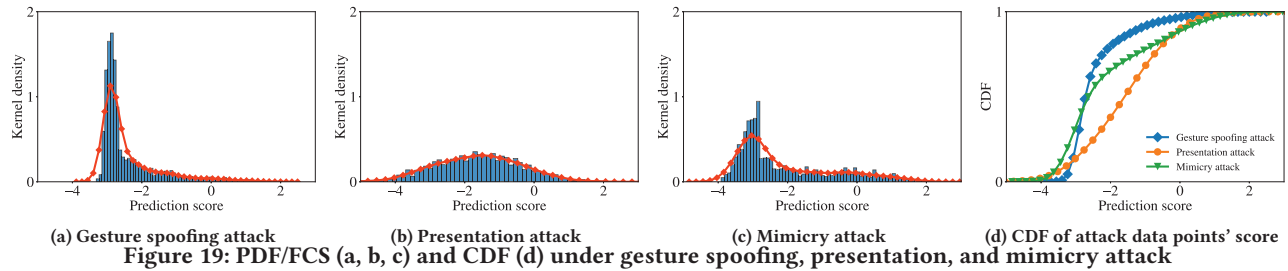 2
1
0
Kernel density
−4
−2
0
2
Prediction score
(a) Gesture spoofing attack
2
1
0
Kernel density
−4
−2
0
2
Prediction score
(b) Presentation attack
2
1
0
Kernel density
−4
−2
0
2
Prediction score
(c) Mimicry attack
1
0
CDF
Gesture spoofing attack
Presentation attack
Mimicry attack
−4
−2
0
2
Prediction score
(d) CDF of attack data points' score
Figure 19: PDF/FCS (a, b, c) and CDF (d) under gesture spoofing, presentation, and mimicry attack